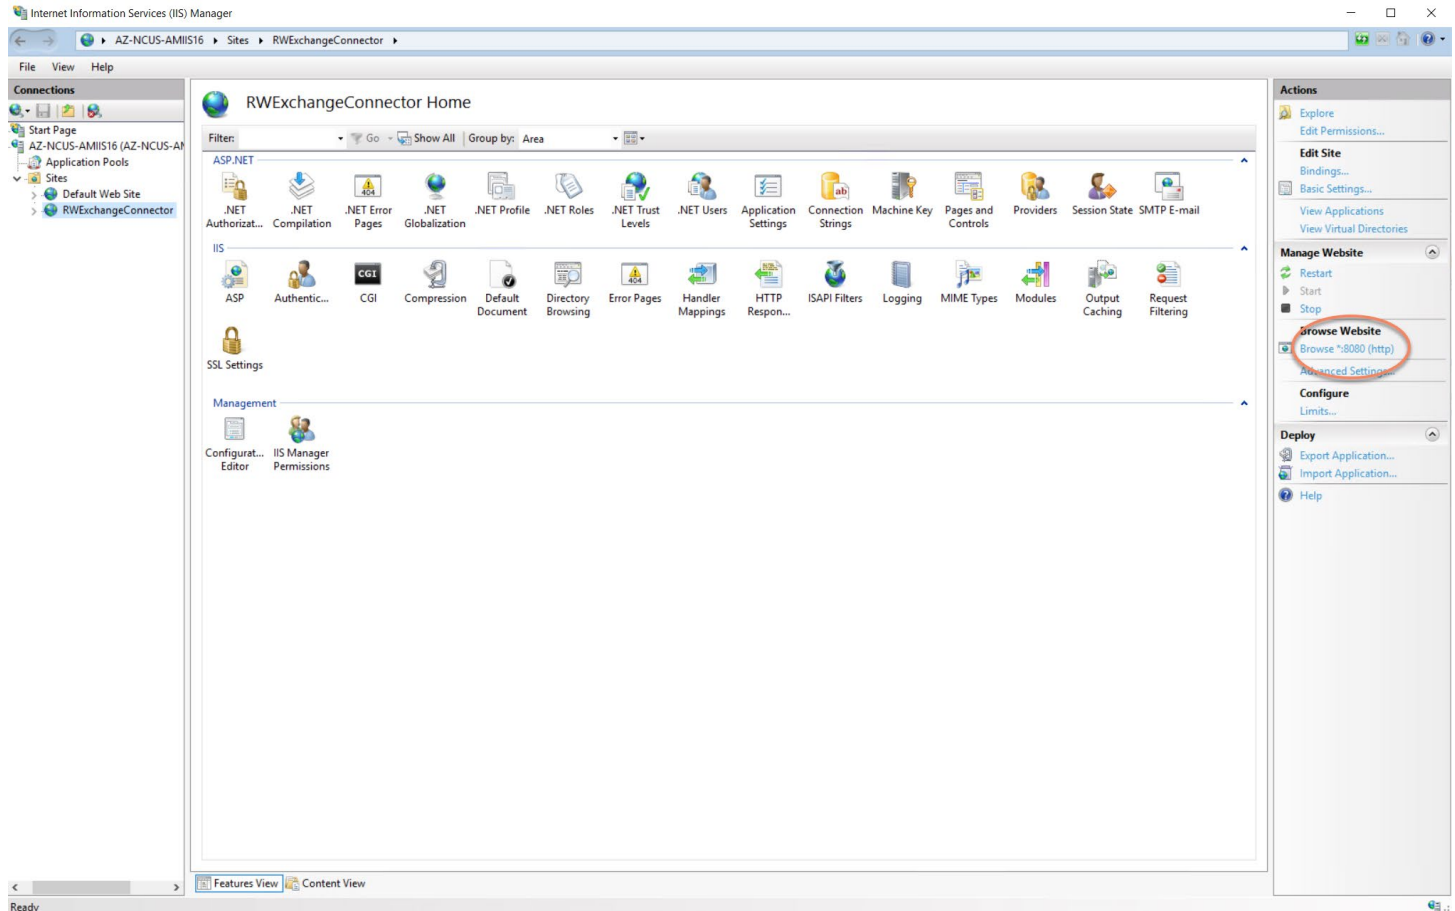 Internet Information Services (IIS) Manager
AZ-NCUS-AMIIS16 Sites RWExchangeConnector
File View Help
Connections
Start Page
AZ-NCUS-AMIIS16 (AZ-NCUS-AM
Application Pools
Sites
Default Web Site
RWExchangeConnector
RWExchangeConnector Home
Filter: Go Show All Group by: Area
ASP.NET
.NET Authorizat...
.NET Compilation
.NET Error Pages
.NET Globalization
.NET Profile
.NET Roles
.NET Trust Levels
.NET Users
Application Settings
Connection Strings
Machine Key
Pages and Controls
Providers
Session State
SMTP E-mail
IIS
ASP
Authentic...
CGI
Compression
Default Document
Directory Browsing
Error Pages
Handler Mappings
HTTP Respon...
ISAPI Filters
Logging
MIME Types
Modules
Output Caching
Request Filtering
SSL Settings
Management
Configurat... Editor
IIS Manager Permissions
Features View Content View
Ready
Actions
Explore
Edit Permissions...
Edit Site
Bindings...
Basic Settings...
View Applications
View Virtual Directories
Manage Website
Restart
Start
Stop
Browse Website
Browse *:8080 (http)
Advanced Settings...
Configure
Limits...
Deploy
Export Application...
Import Application...
Help